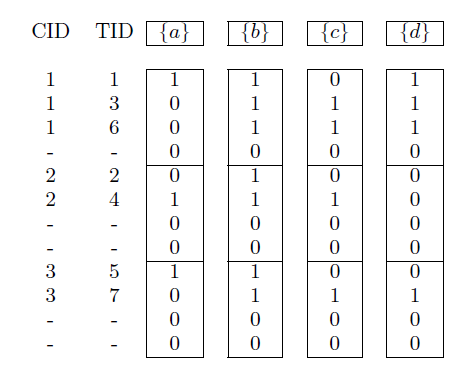 CID TID {a} {b} {c} {d}
1 1 1 1 0 1
1 3 0 1 1 1
1 6 0 1 1 1
- - 0 0 0 0
2 2 0 1 0 0
2 4 1 1 1 0
- - 0 0 0 0
- - 0 0 0 0
3 5 1 1 0 0
3 7 0 1 1 1
- - 0 0 0 0
- - 0 0 0 0